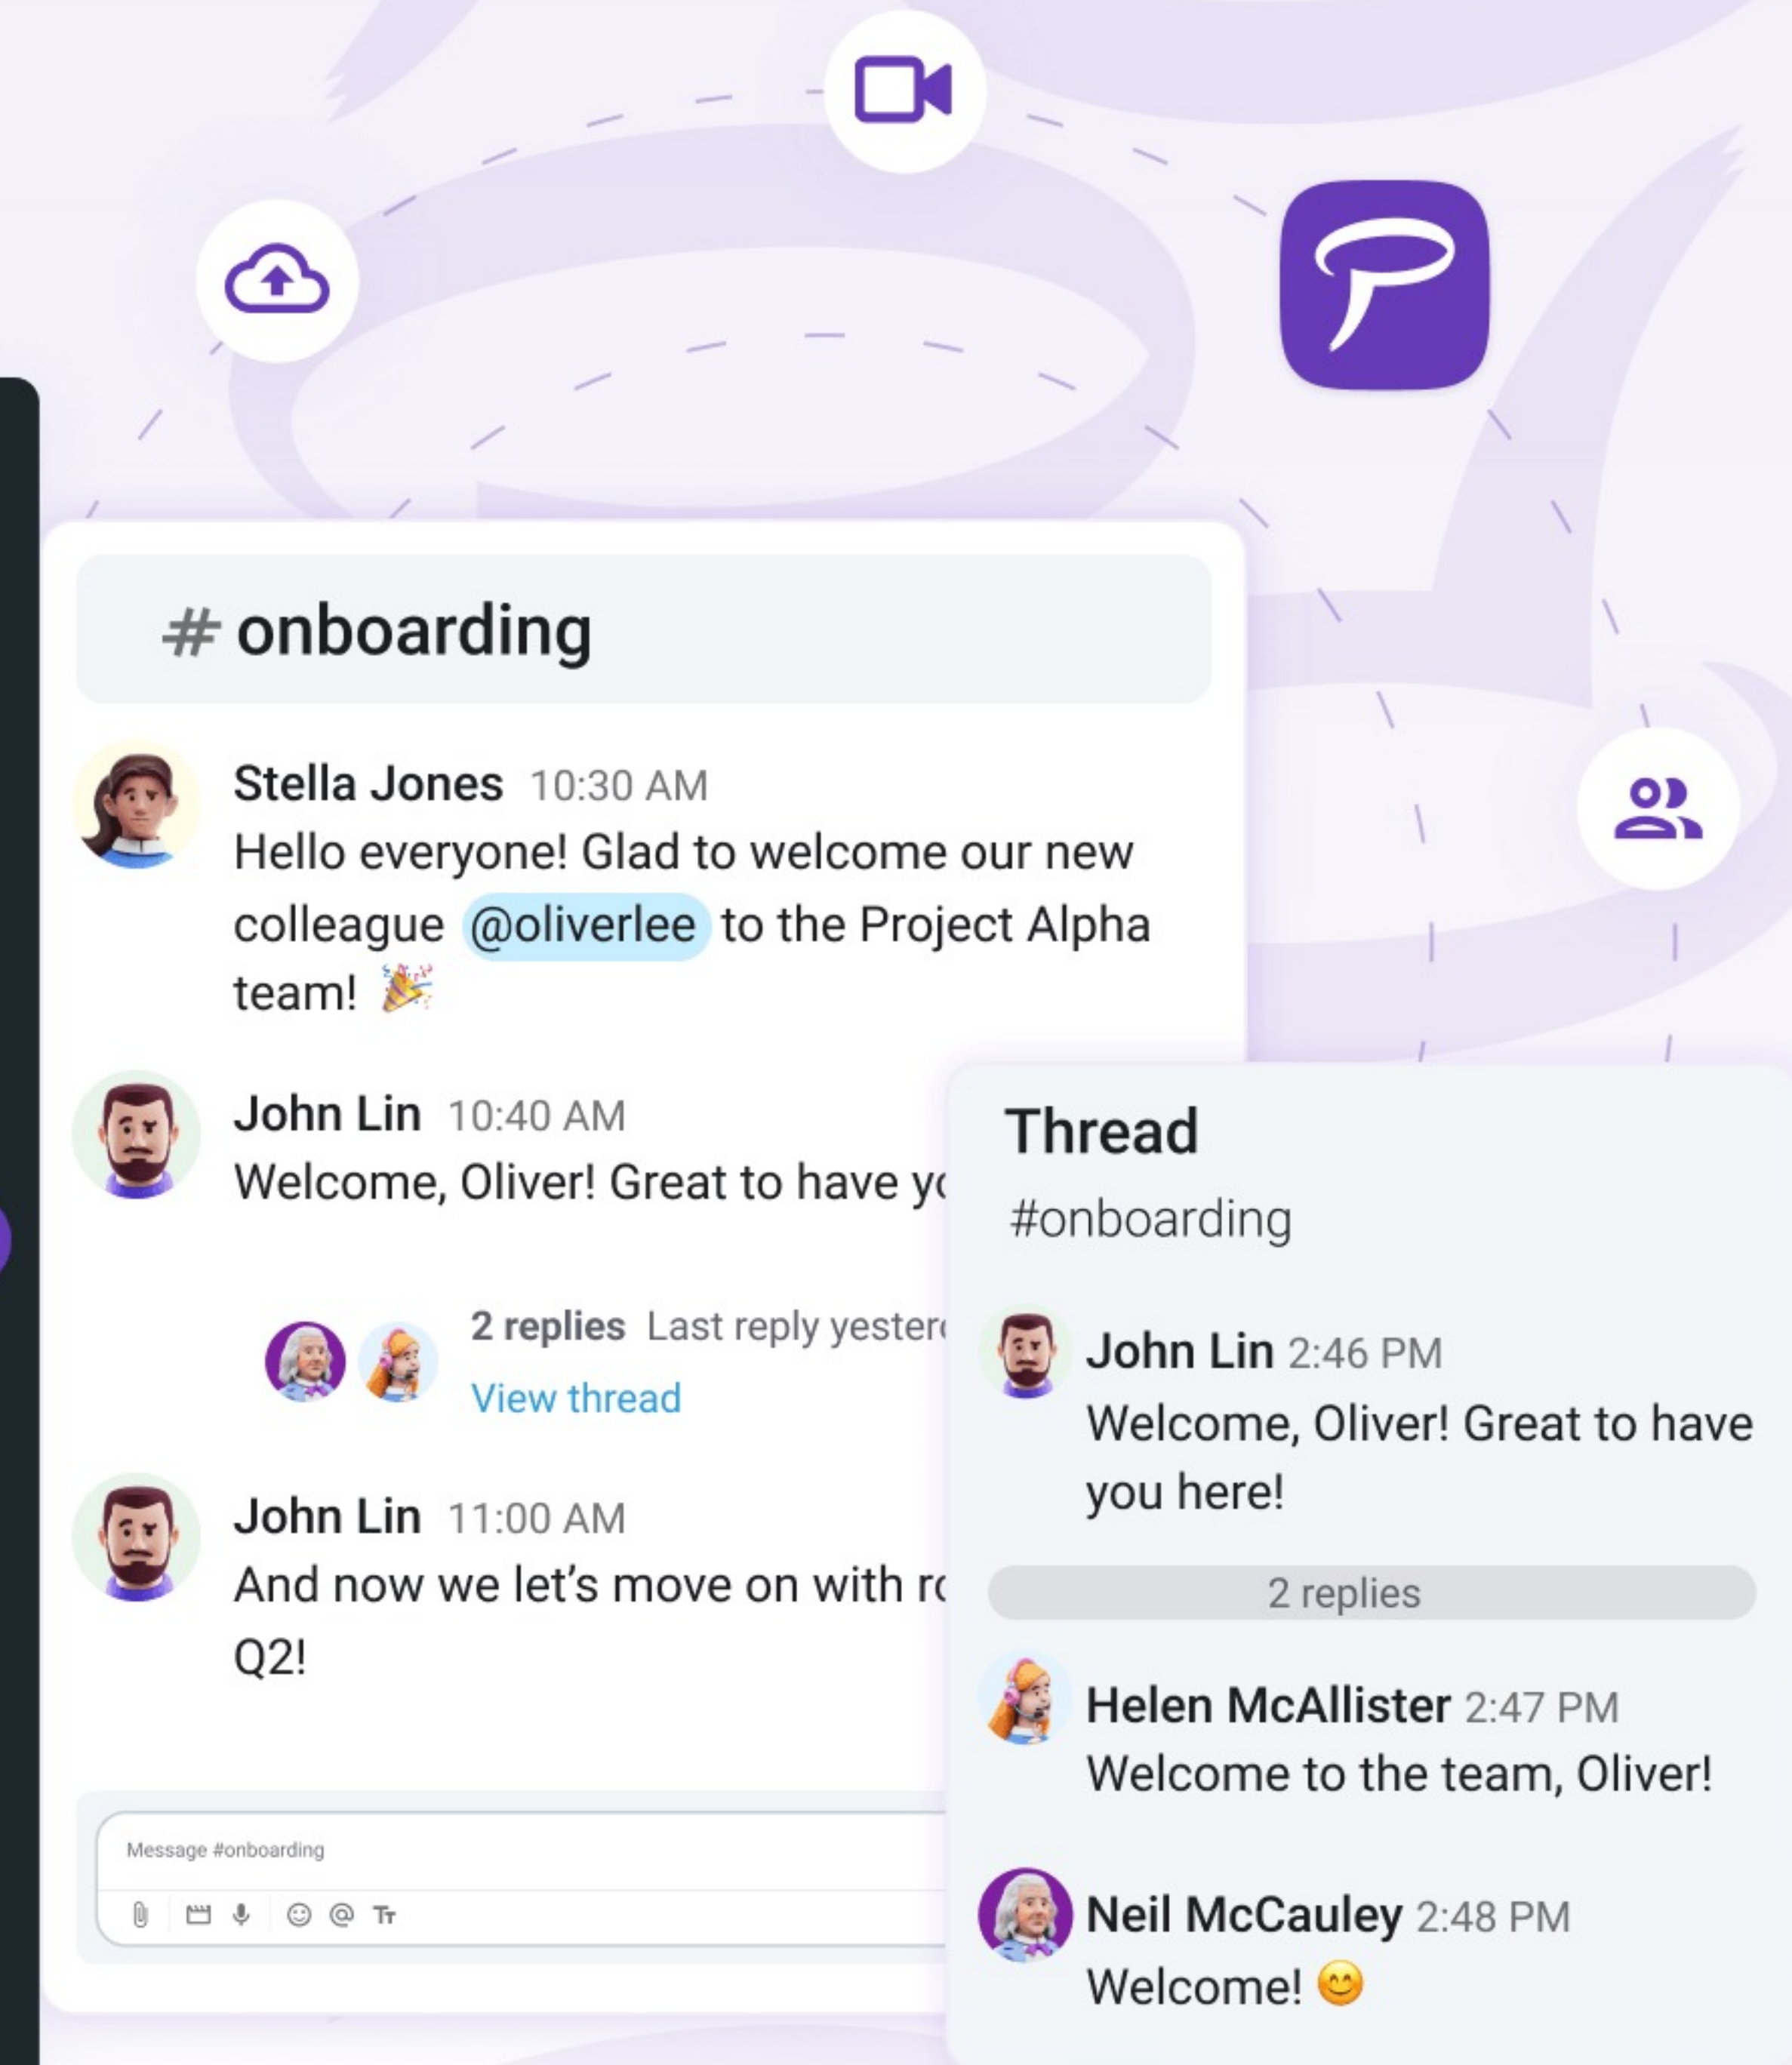 # onboarding
Stella Jones 10:30 AM
Hello everyone! Glad to welcome our new
colleague @oliverlee to the Project Alpha
team! 🎉
John Lin 10:40 AM
Welcome, Oliver! Great to have
2 replies Last reply
View thread
John Lin 11:00 AM
And now we let’s move on with
Q2!
Message #onboarding
Thread
#onboarding
John Lin 2:46 PM
Welcome, Oliver! Great to have
you here!
2 replies
Helen McAllister 2:47 PM
Welcome to the team, Oliver!
Neil McCauley 2:48 PM
Welcome! 😊